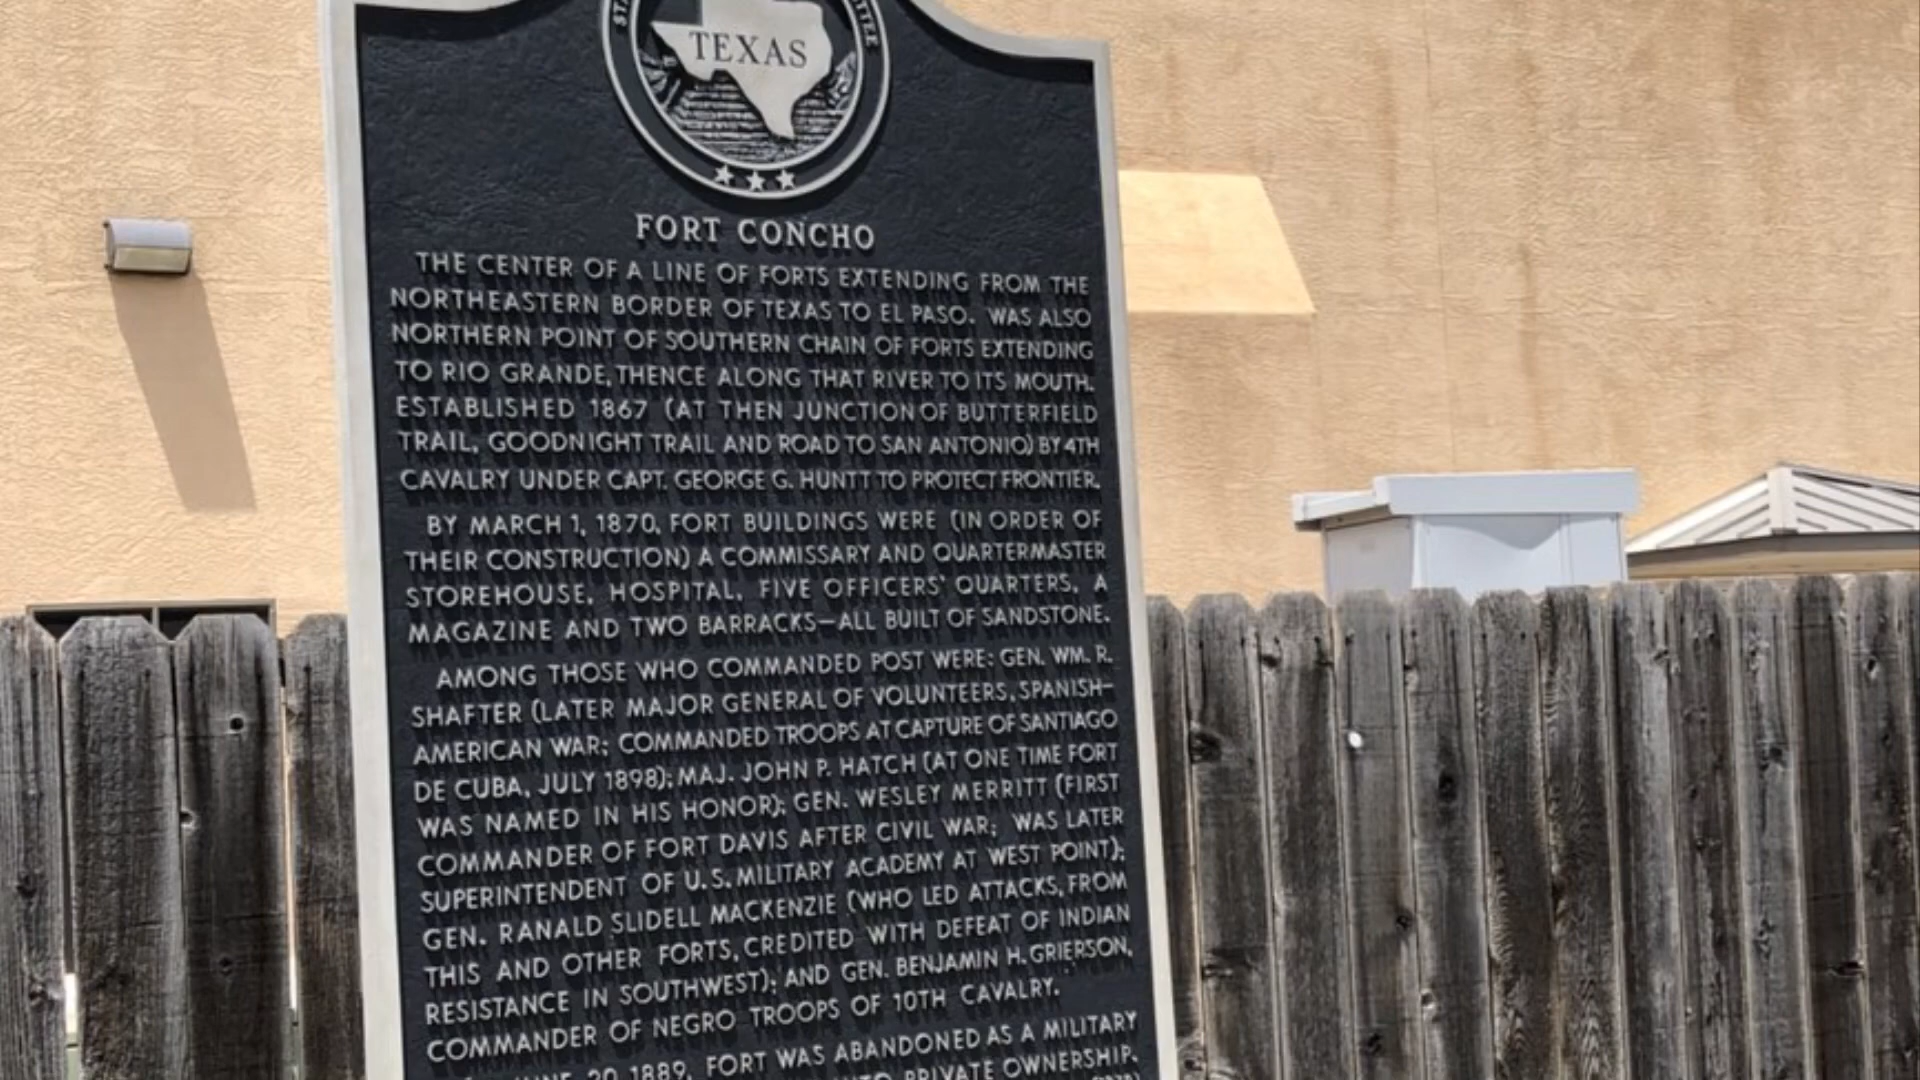 TEXAS
FORT CONCHO
THE CENTER OF A LINE OF FORTS EXTENDING FROM THE
NORTHEASTERN BORDER OF TEXAS TO EL PASO. WAS ALSO
NORTHERN POINT OF SOUTHERN CHAIN OF FORTS EXTENDING
TO RIO GRANDE, THENCE ALONG THAT RIVER TO ITS MOUTH.
ESTABLISHED 1867 (AT THEN JUNCTION OF BUTTERFIELD
TRAIL, GOODNIGHT TRAIL AND ROAD TO SAN ANTONIO) BY 4TH
CAVALRY UNDER CAPT. GEORGE G. HUNTT TO PROTECT FRONTIER.
BY MARCH 1, 1870, FORT BUILDINGS WERE (IN ORDER OF
THEIR CONSTRUCTION) A COMMISSARY AND QUARTERMASTER
STOREHOUSE, HOSPITAL, FIVE OFFICERS' QUARTERS, A
MAGAZINE AND TWO BARRACKS—ALL BUILT OF SANDSTONE.
AMONG THOSE WHO COMMANDED POST WERE: GEN. WM. R.
SHAFTER (LATER MAJOR GENERAL OF VOLUNTEERS, SPANISH-
AMERICAN WAR; COMMANDED TROOPS AT CAPTURE OF SANTIAGO
DE CUBA, JULY 1898); MAJ. JOHN P. HATCH (AT ONE TIME FORT
WAS NAMED IN HIS HONOR); GEN. WESLEY MERRITT (FIRST
COMMANDER OF FORT DAVIS AFTER CIVIL WAR; WAS LATER
SUPERINTENDENT OF U.S. MILITARY ACADEMY AT WEST POINT);
GEN. RANALD SLIDELL MACKENZIE (WHO LED ATTACKS, FROM
THIS AND OTHER FORTS, CREDITED WITH DEFEAT OF INDIAN
RESISTANCE IN SOUTHWEST); AND GEN. BENJAMIN H. GRIERSON,
COMMANDER OF NEGRO TROOPS OF 10TH CAVALRY.
JUNE 20, 1889, FORT WAS ABANDONED AS A MILITARY
INTO PRIVATE OWNERSHIP.